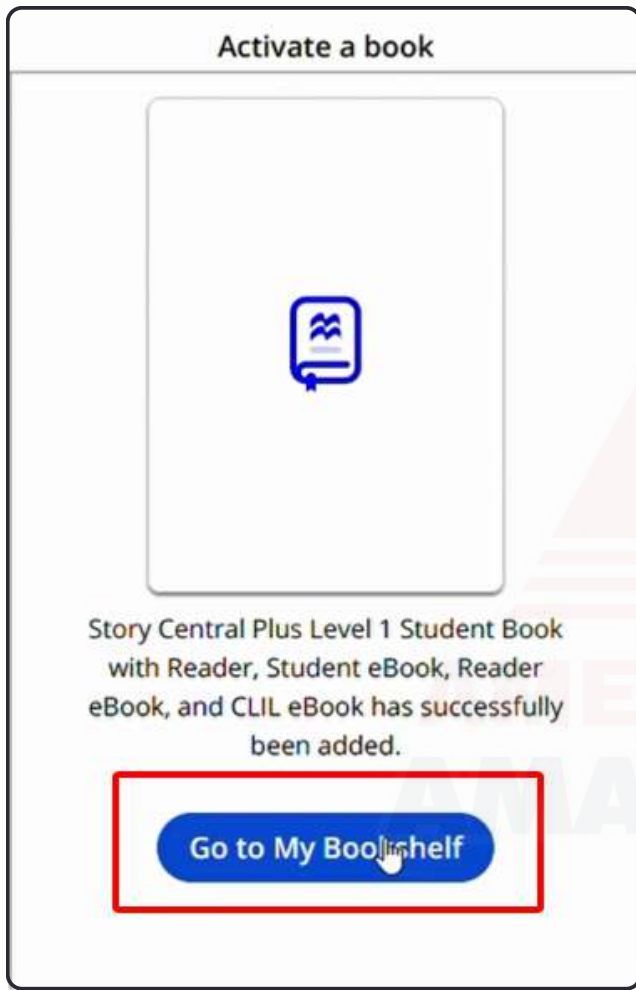 Activate a book
Story Central Plus Level 1 Student Book
with Reader, Student eBook, Reader
eBook, and CLIL eBook has successfully
been added.
Go to My Bookshelf